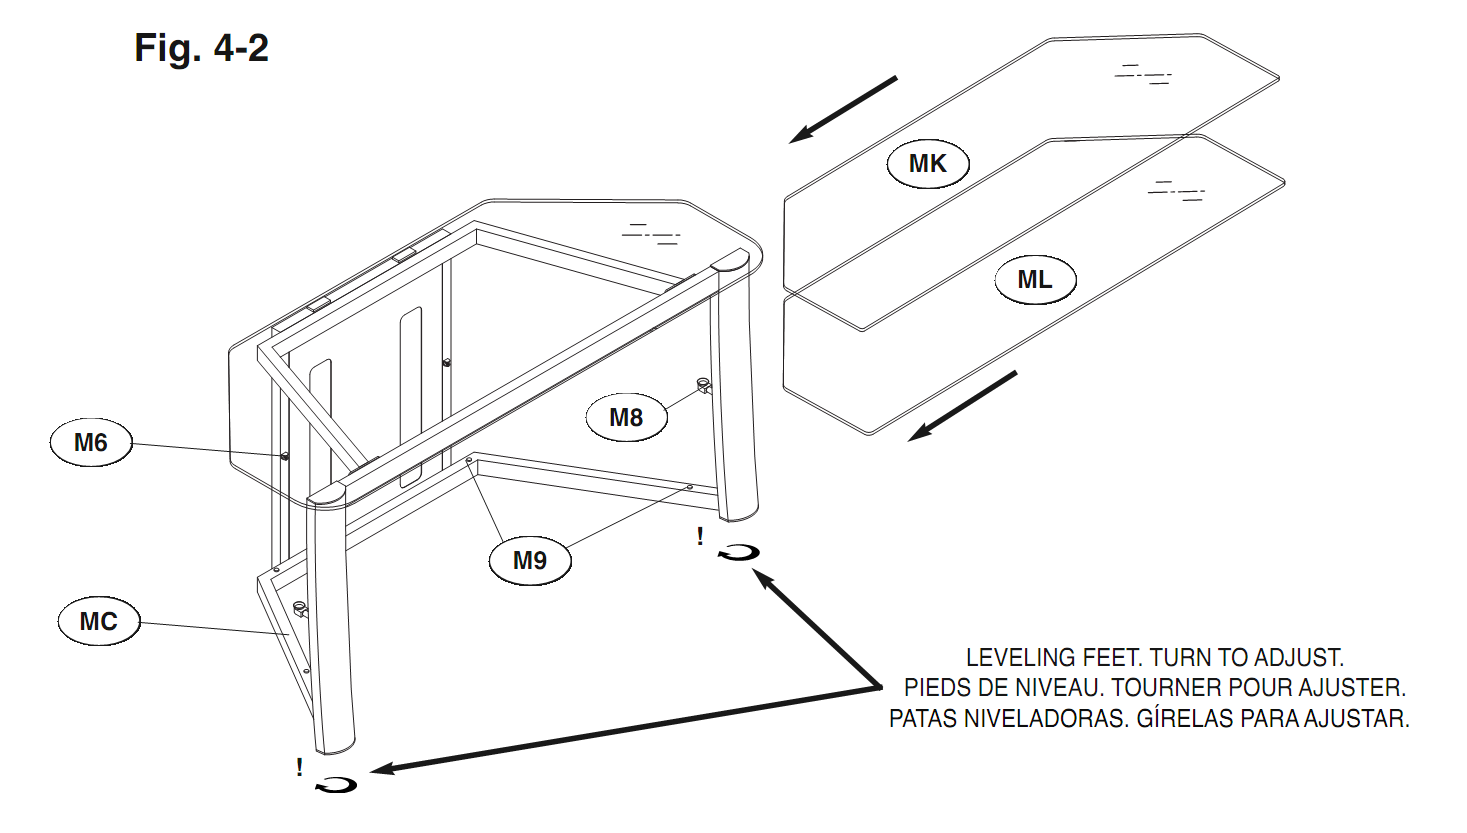 Fig. 4-2
MK
ML
M8
M6
M9
MC
!
!
LEVELING FEET. TURN TO ADJUST.
PIEDS DE NIVEAU. TOURNER POUR AJUSTER.
PATAS NIVELADORAS. GÍRELAS PARA AJUSTAR.